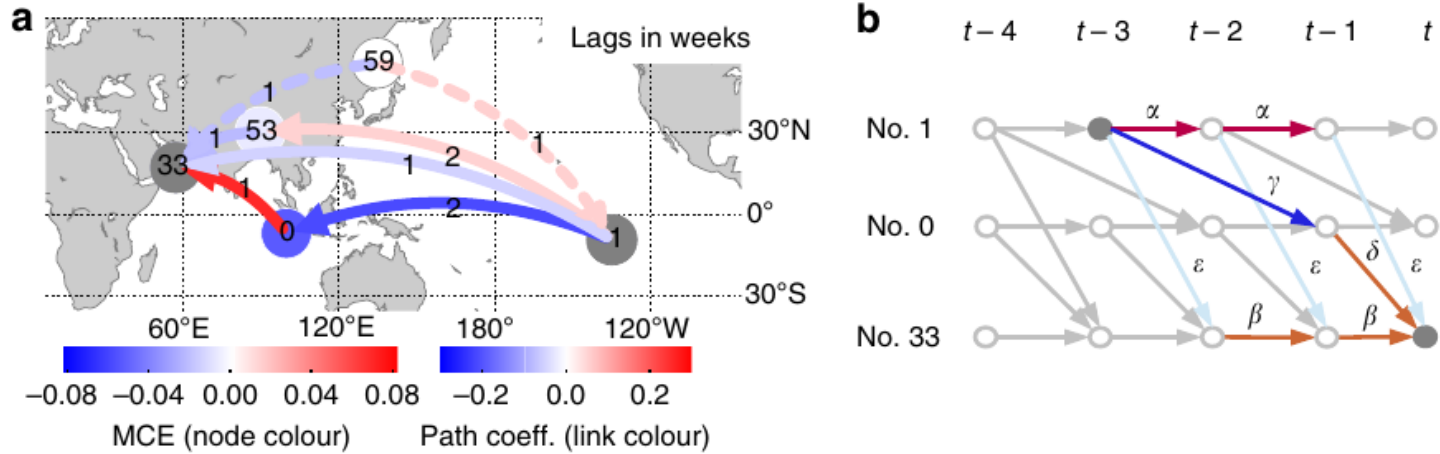 a
Lags in weeks
59
1
53
1
1
33
2
1
1
2
0
1
30°N
0°
30°S
60°E 120°E 180° 120°W
−0.08 −0.04 0.00 0.04 0.08
MCE (node colour)
−0.2 0.0 0.2
Path coeff. (link colour)
b
t − 4 t − 3 t − 2 t − 1 t
α α
No. 1
γ
No. 0
ε ε δ ε
β β
No. 33